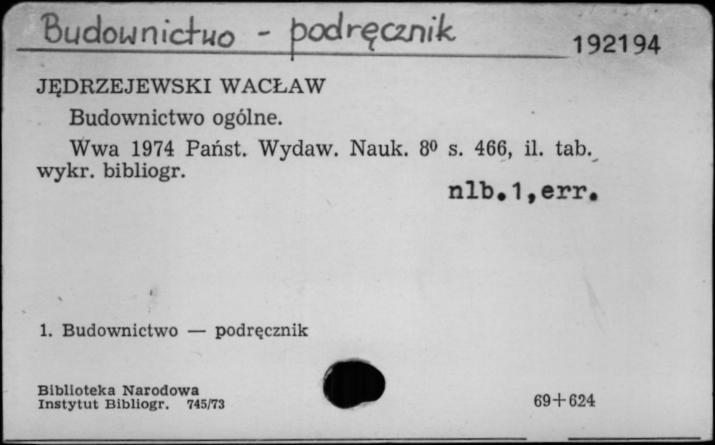 Budownictwo - podręcznik
192194
JĘDRZEJEWSKI WACŁAW
Budownictwo ogólne.
Wwa 1974 Państ. Wydaw. Nauk. 8⁰ s. 466, il. tab.
wykr. bibliogr.
nlb.1,err.
1. Budownictwo — podręcznik
Biblioteka Narodowa
Instytut Bibliogr. 745/73
69+624